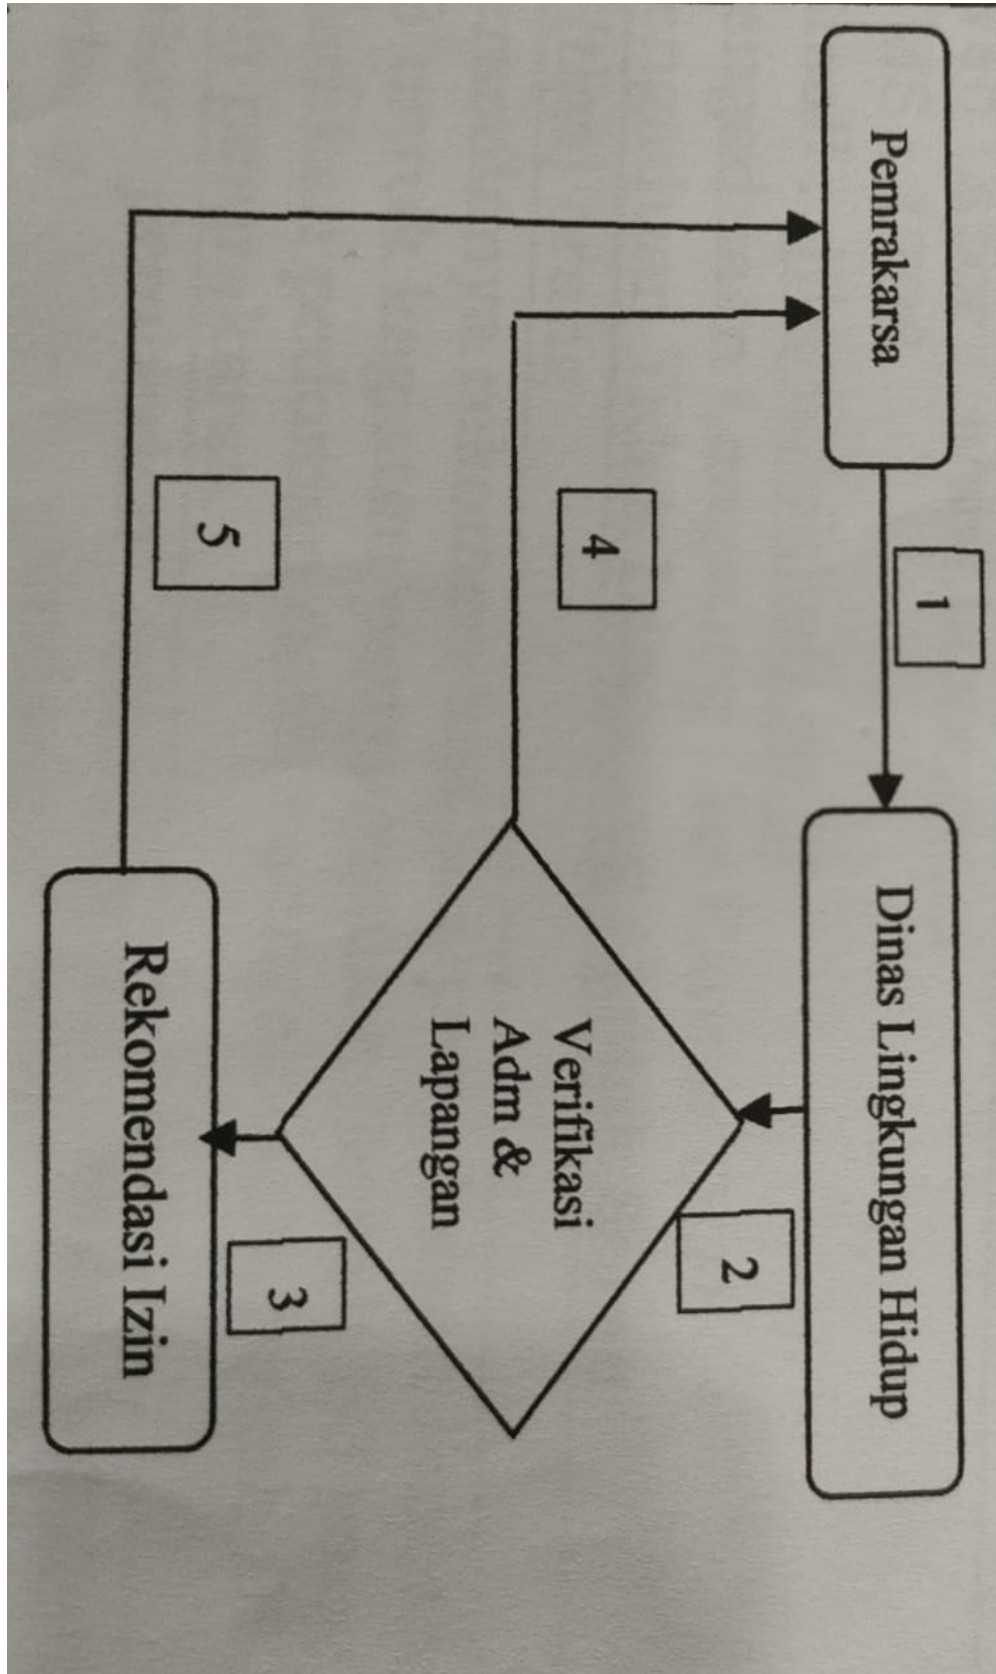 Pemrakarsa
1
Dinas Lingkungan Hidup
2
Verifikasi
Adm &
Lapangan
4
3
Rekomendasi Izin
5